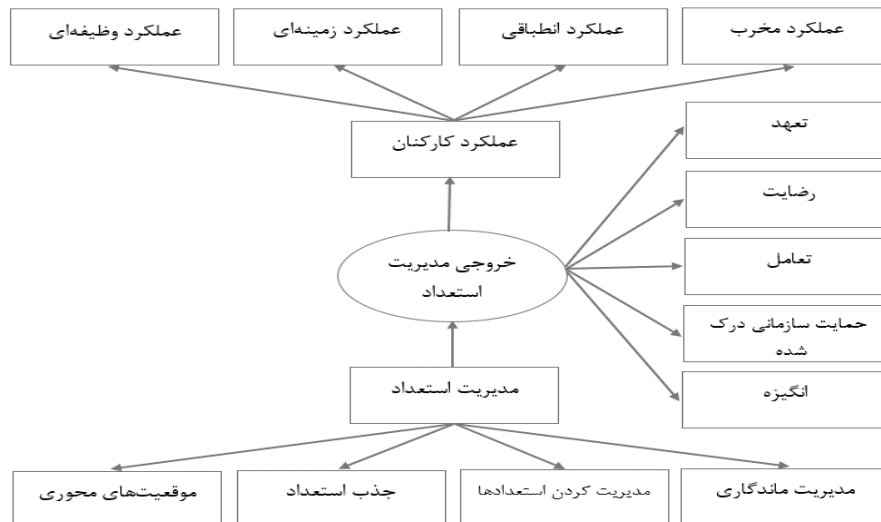 عملکرد مخرب
عملکرد انطباقی
عملکرد زمینه‌ای
عملکرد وظیفه‌ای
تعهد
عملکرد کارکنان
رضایت
خروجی مدیریت
استعداد
تعامل
حمایت سازمانی درک
شده
مدیریت استعداد
انگیزه
مدیریت ماندگاری
مدیریت کردن استعدادها
جذب استعداد
موقعیت‌های محوری